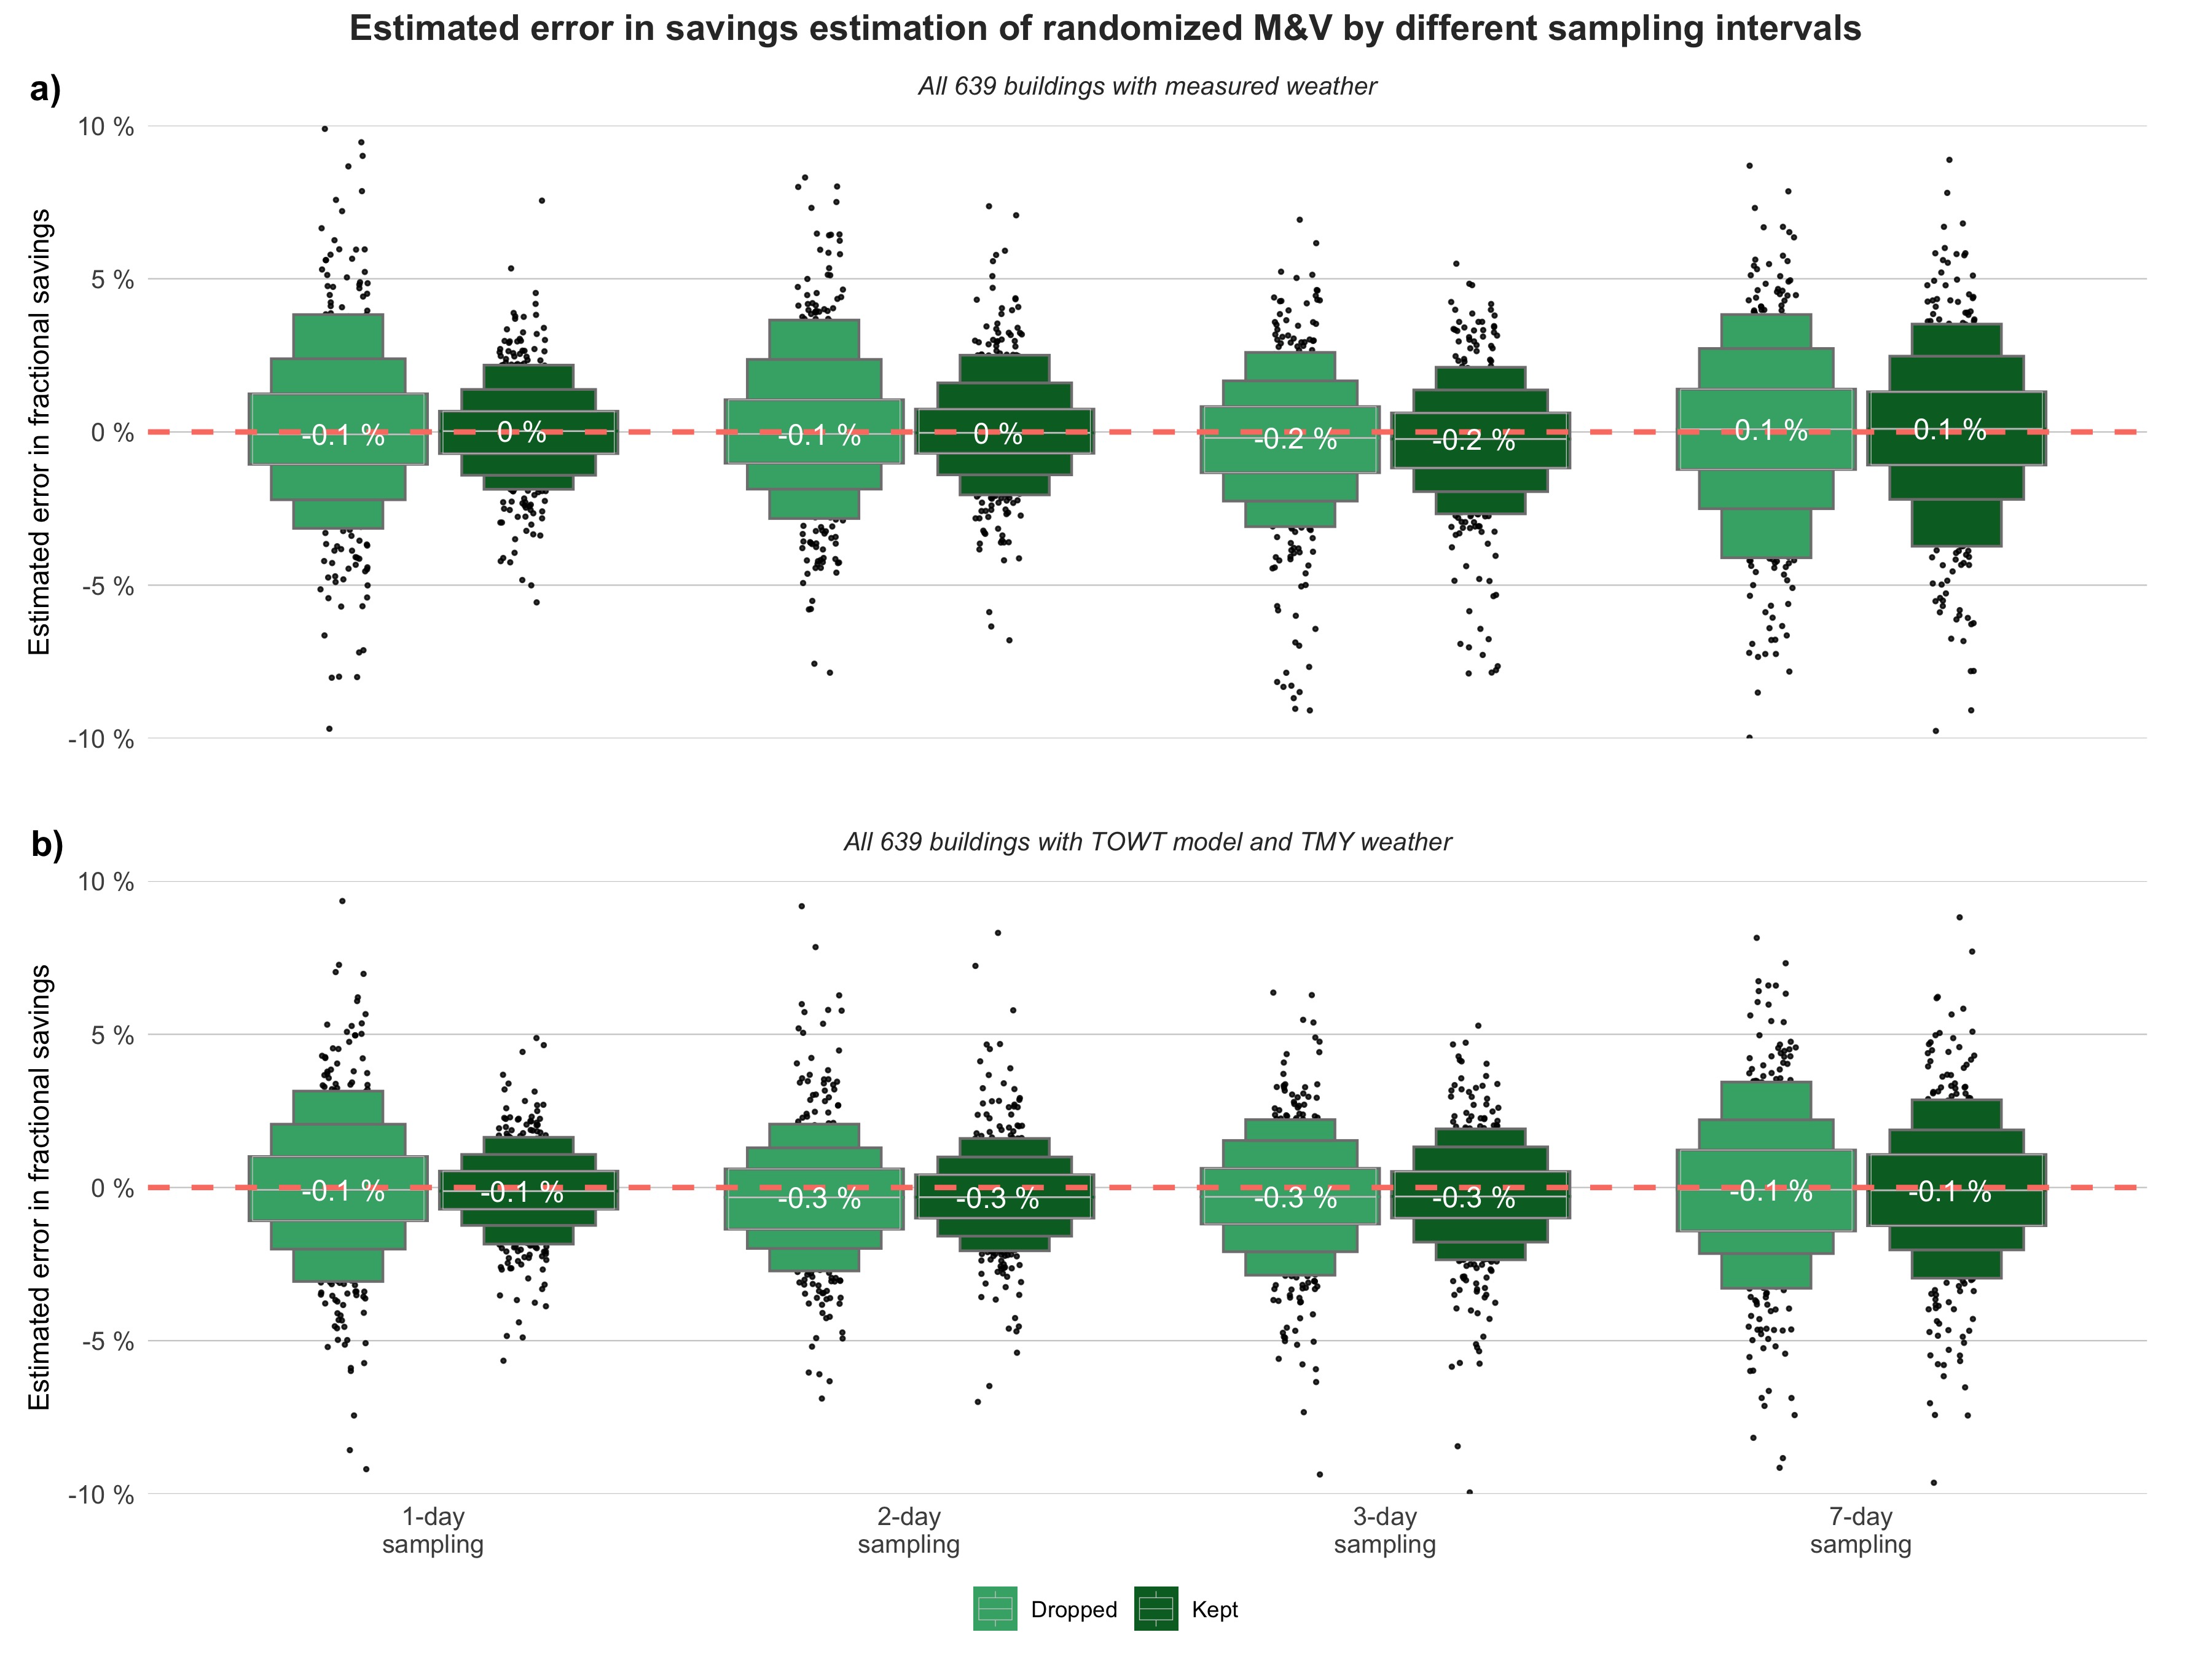 Estimated error in savings estimation of randomized M&V by different sampling intervals
a)
All 639 buildings with measured weather
Estimated error in fractional savings
10 %
5 %
0 %
-5 %
-10 %
-0.1 %
0 %
-0.1 %
0 %
-0.2 %
-0.2 %
0.1 %
0.1 %
b)
All 639 buildings with TOWT model and TMY weather
Estimated error in fractional savings
10 %
5 %
0 %
-5 %
-10 %
-0.1 %
-0.1 %
-0.3 %
-0.3 %
-0.3 %
-0.3 %
-0.1 %
-0.1 %
1-day
sampling
2-day
sampling
3-day
sampling
7-day
sampling
Dropped
Kept